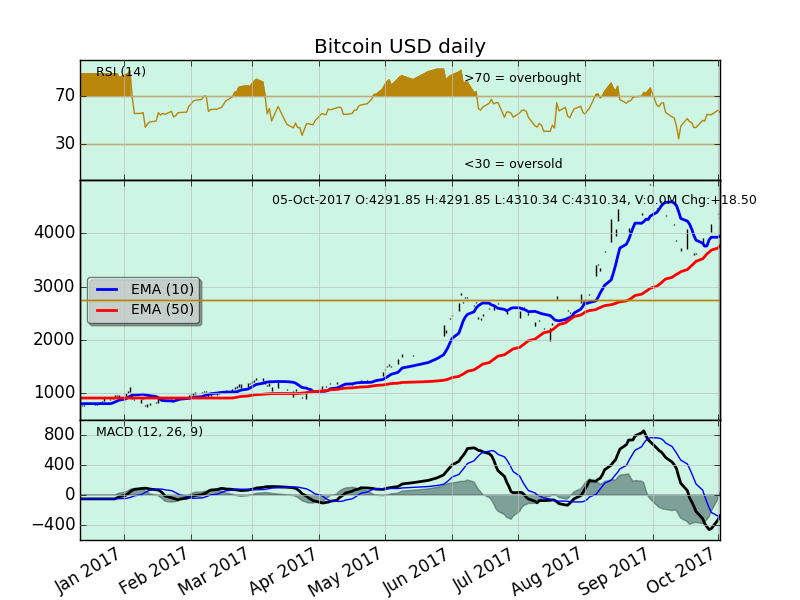 Bitcoin USD daily
RSI (14)
>70 = overbought
70
30
<30 = oversold
05-Oct-2017 O:4291.85 H:4291.85 L:4310.34 C:4310.34, V:0.0M Chg:+18.50
4000
3000
EMA (10)
EMA (50)
2000
1000
MACD (12, 26, 9)
800
400
0
−400
Jan 2017
Feb 2017
Mar 2017
Apr 2017
May 2017
Jun 2017
Jul 2017
Aug 2017
Sep 2017
Oct 2017